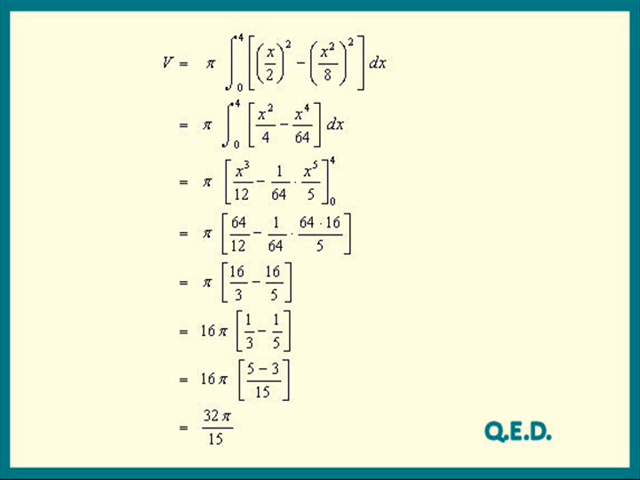 V = π ∫₀⁴ [(x/2)² − (x²/8)²] dx
= π ∫₀⁴ [x²/4 − x⁴/64] dx
= π [x³/12 − 1/64 · x⁵/5]₀⁴
= π [64/12 − 1/64 · (64 · 16)/5]
= π [16/3 − 16/5]
= 16π [1/3 − 1/5]
= 16π [(5 − 3)/15]
= 32π/15
Q.E.D.